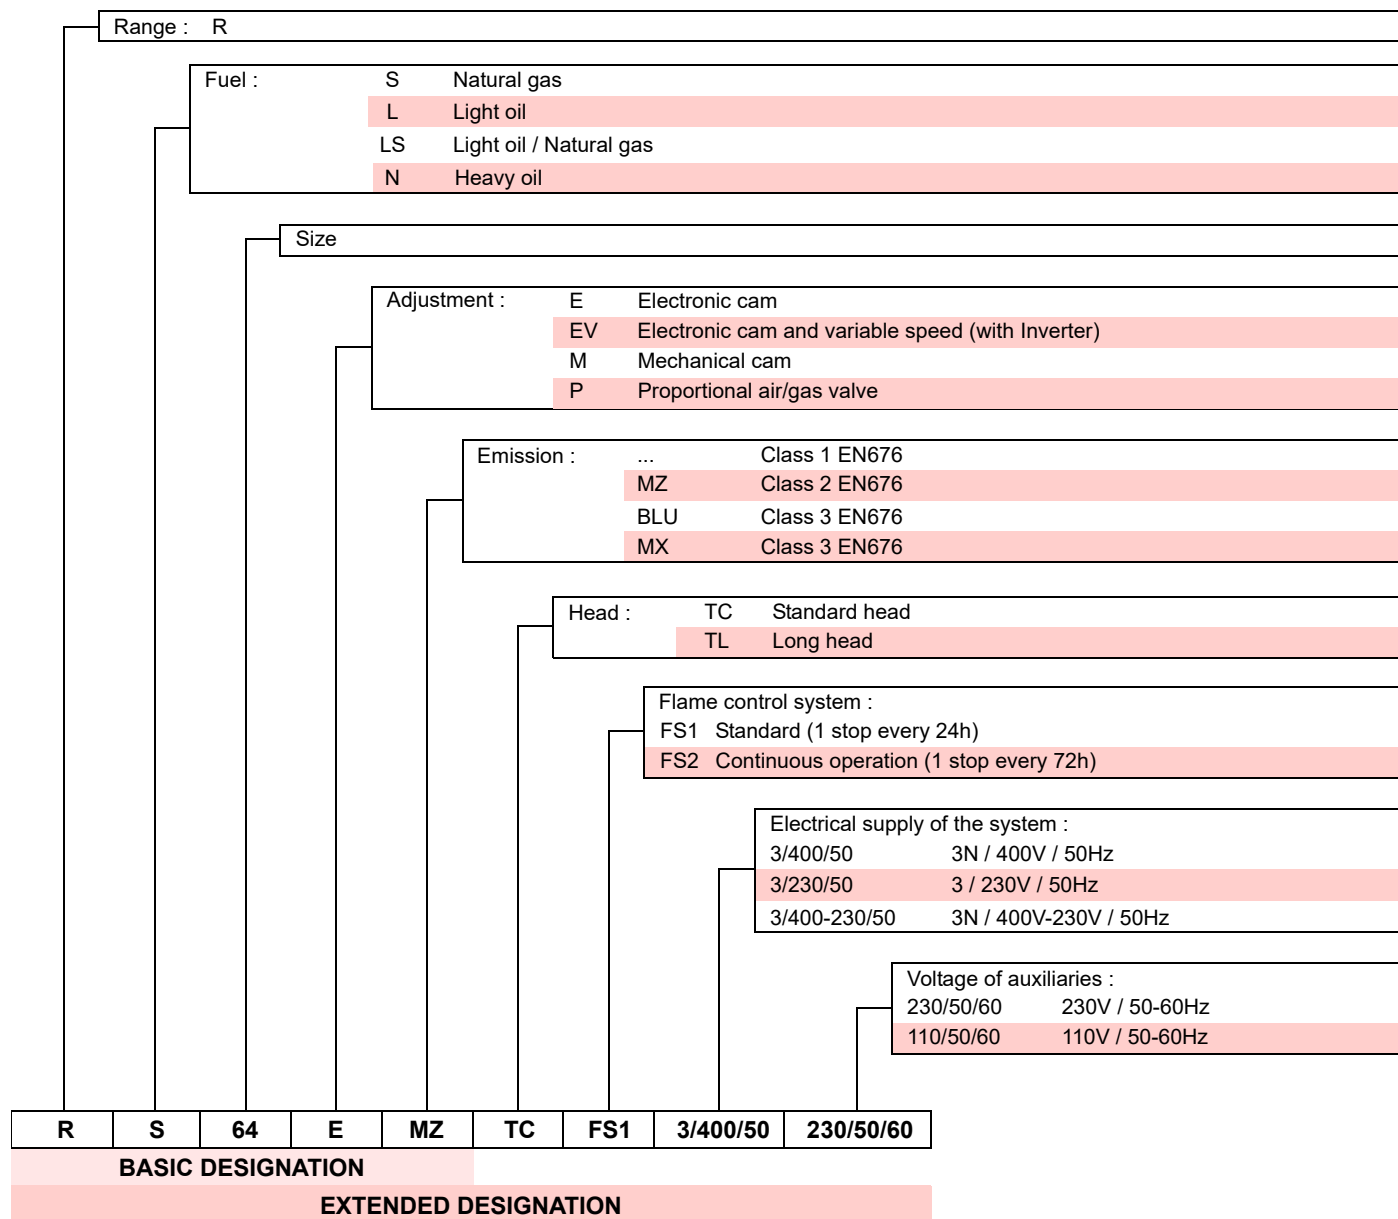 Range : R
Fuel : S Natural gas
L Light oil
LS Light oil / Natural gas
N Heavy oil
Size
Adjustment : E Electronic cam
EV Electronic cam and variable speed (with Inverter)
M Mechanical cam
P Proportional air/gas valve
Emission : ... Class 1 EN676
MZ Class 2 EN676
BLU Class 3 EN676
MX Class 3 EN676
Head : TC Standard head
TL Long head
Flame control system :
FS1 Standard (1 stop every 24h)
FS2 Continuous operation (1 stop every 72h)
Electrical supply of the system :
3/400/50 3N / 400V / 50Hz
3/230/50 3 / 230V / 50Hz
3/400-230/50 3N / 400V-230V / 50Hz
Voltage of auxiliaries :
230/50/60 230V / 50-60Hz
110/50/60 110V / 50-60Hz
R S 64 E MZ TC FS1 3/400/50 230/50/60
BASIC DESIGNATION
EXTENDED DESIGNATION